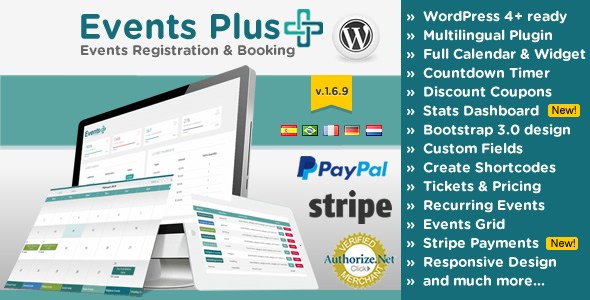 Events Plus
Events Registration & Booking
v.1.6.9
Events
PayPal
stripe
VERIFIED
Authorize.Net
Click
MERCHANT
» WordPress 4+ ready
» Multilingual Plugin
» Full Calendar & Widget
» Countdown Timer
» Discount Coupons
» Stats Dashboard New!
» Bootstrap 3.0 design
» Custom Fields
» Create Shortcodes
» Tickets & Pricing
» Recurring Events
» Events Grid
» Stripe Payments New!
» Responsive Design
» and much more...